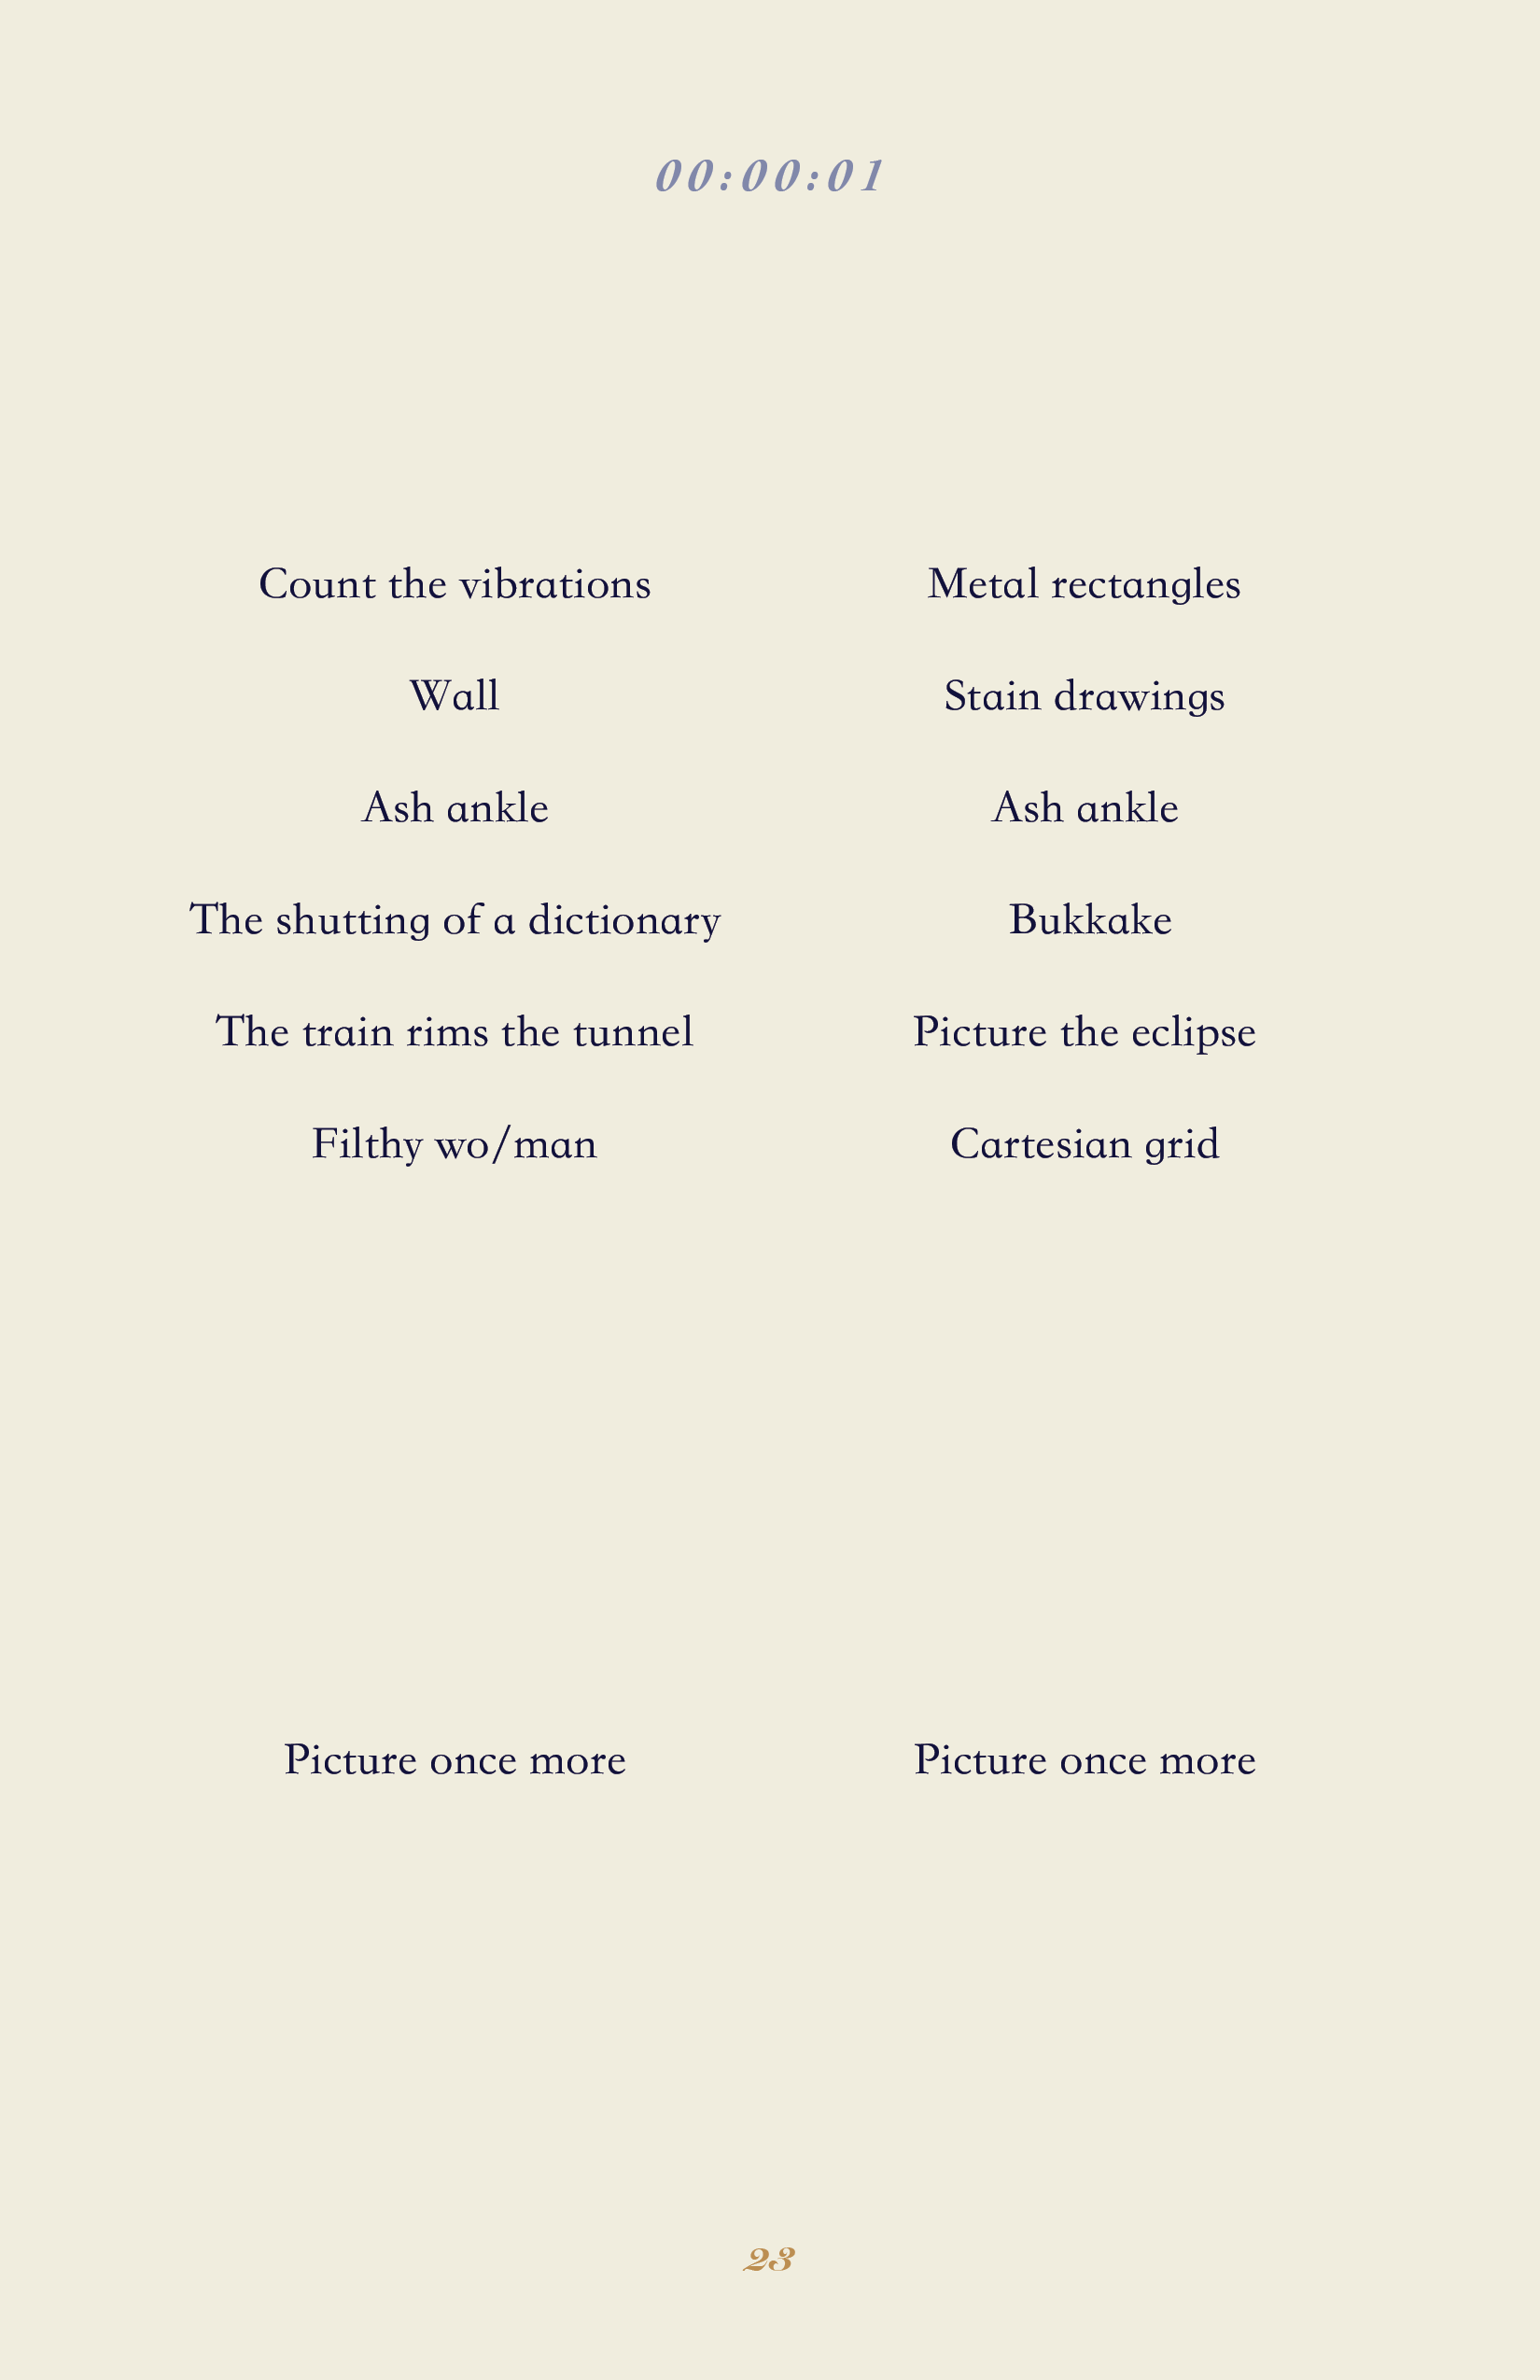 00:00:01
Count the vibrations
Wall
Ash ankle
The shutting of a dictionary
The train rims the tunnel
Filthy wo/man
Picture once more
Metal rectangles
Stain drawings
Ash ankle
Bukkake
Picture the eclipse
Cartesian grid
Picture once more
23